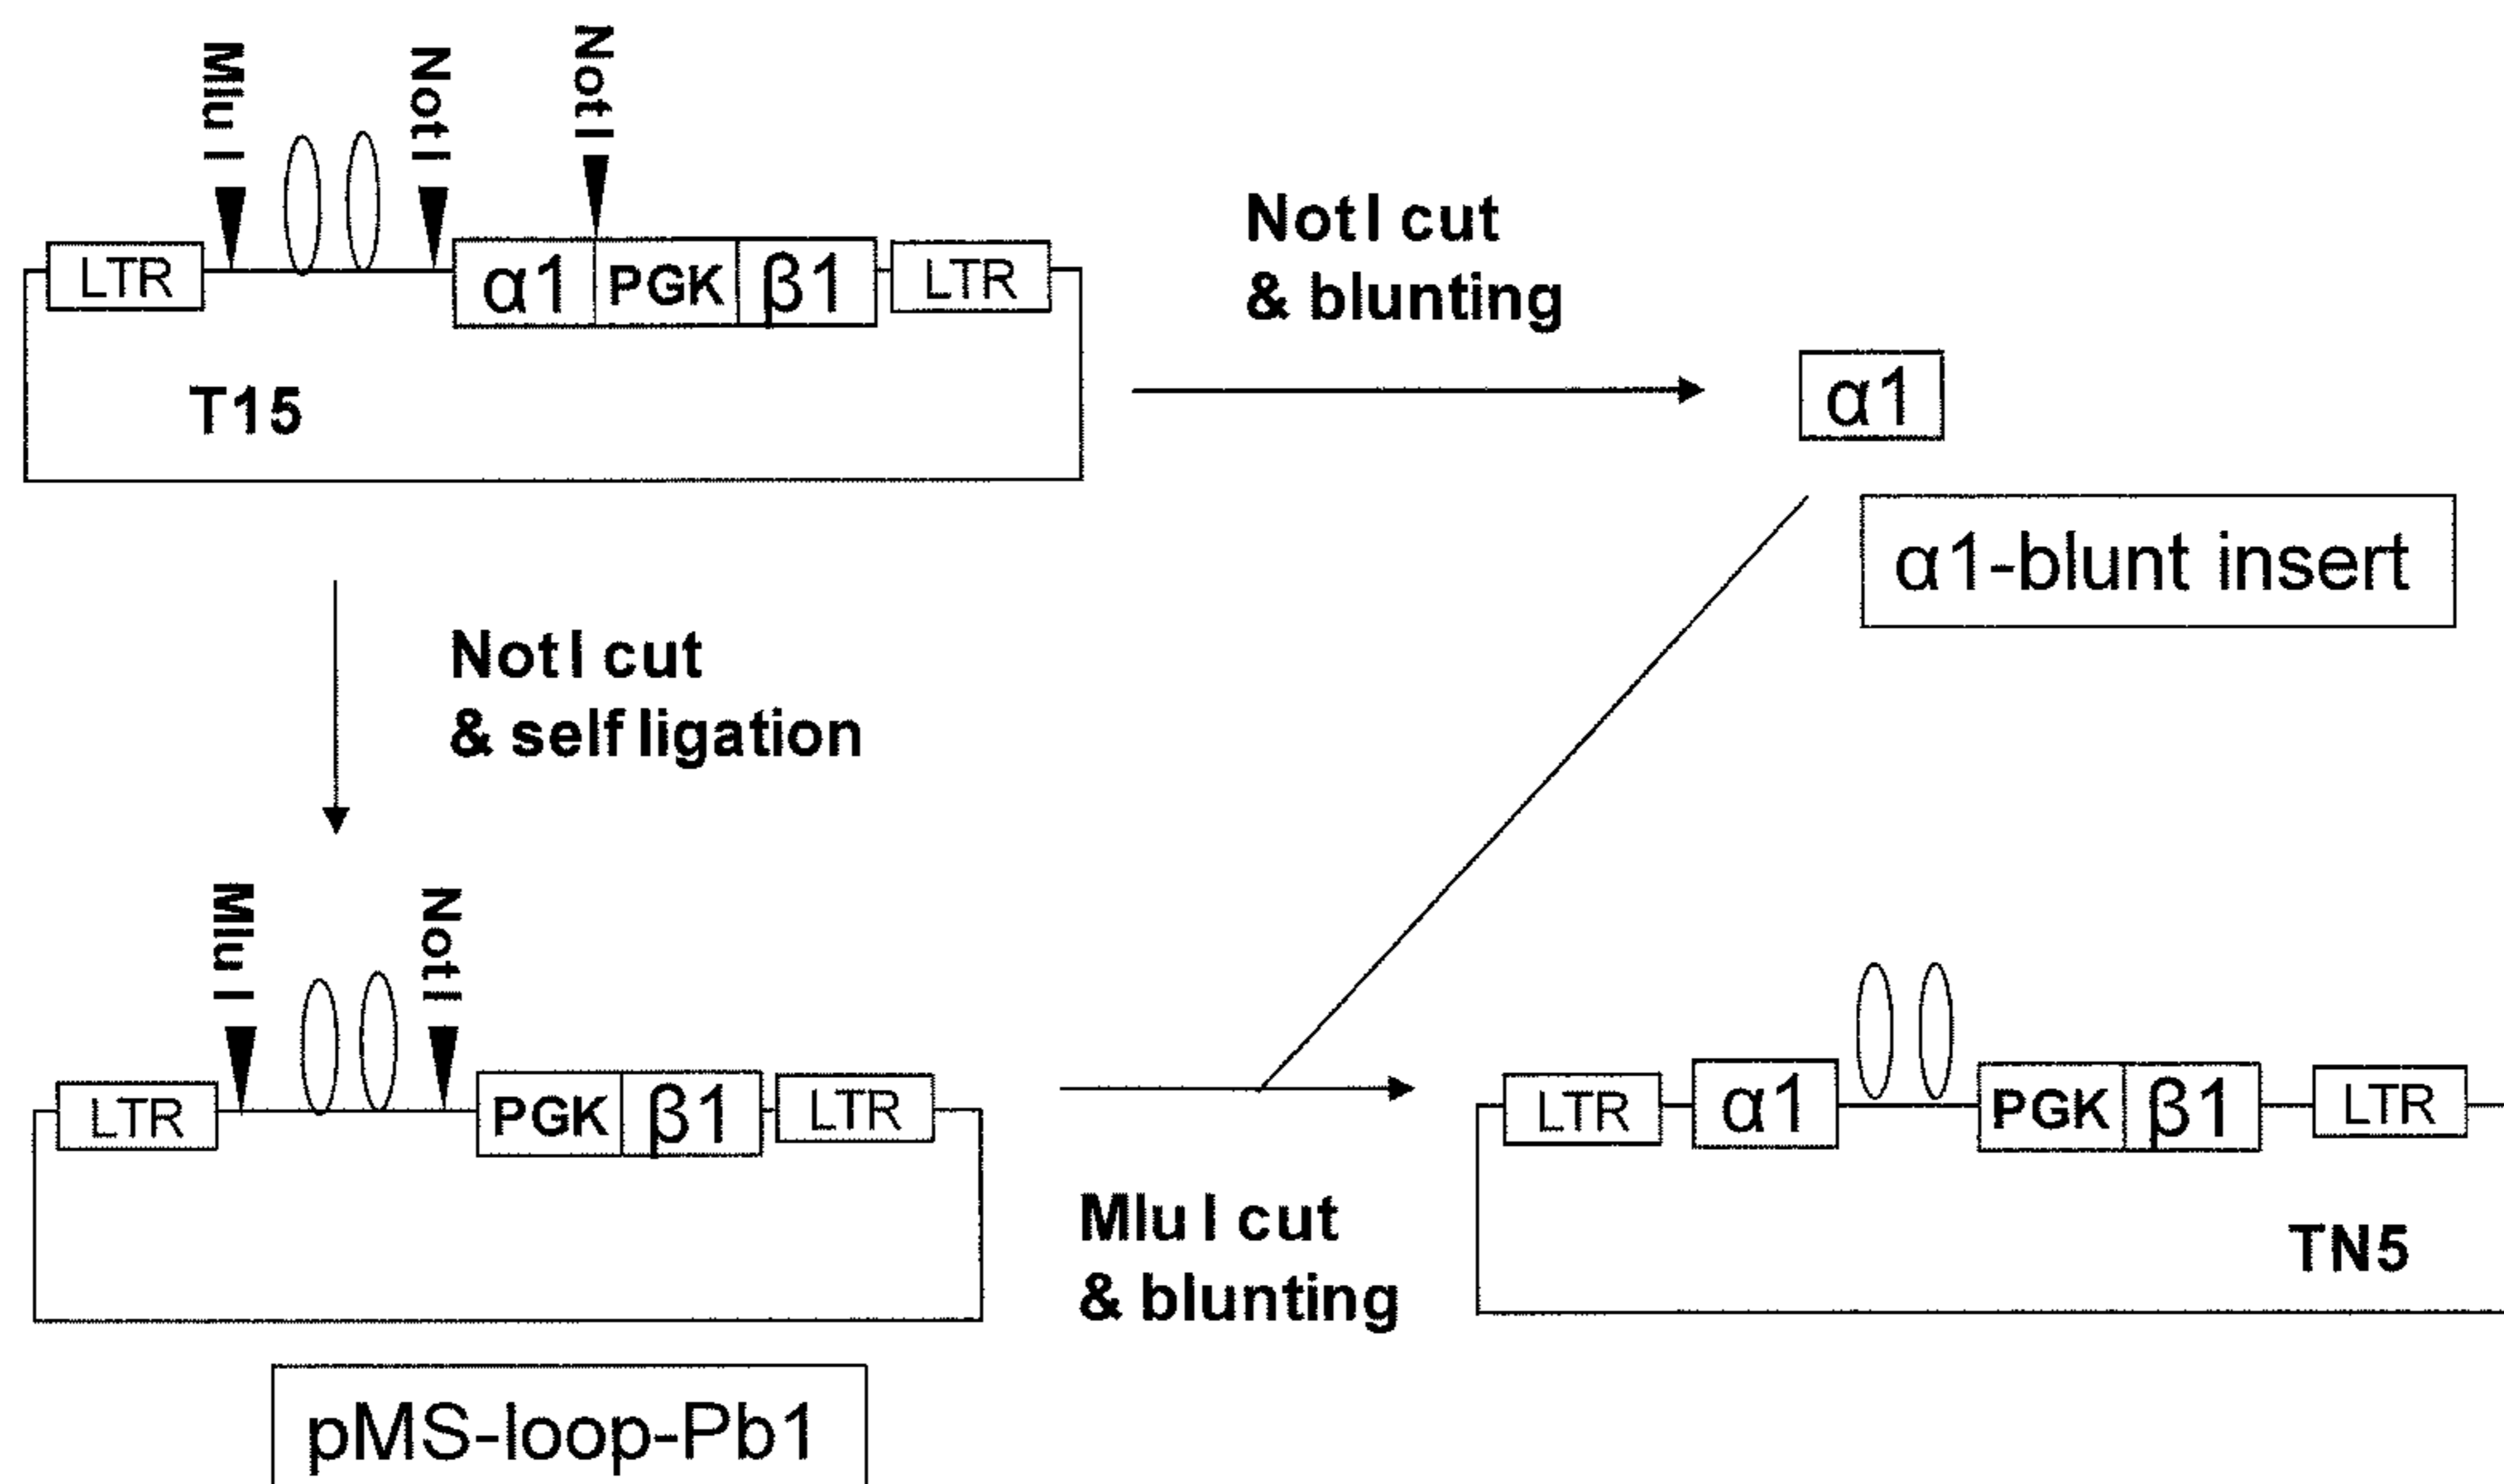 Mlu I
Not I
Not I
LTR
α1
PGK
β1
LTR
T15
Not I cut
& blunting
α1
α1-blunt insert
Not I cut
& self ligation
Mlu I
Not I
LTR
PGK
β1
LTR
pMS-loop-Pb1
Mlu I cut
& blunting
LTR
α1
PGK
β1
LTR
TN5